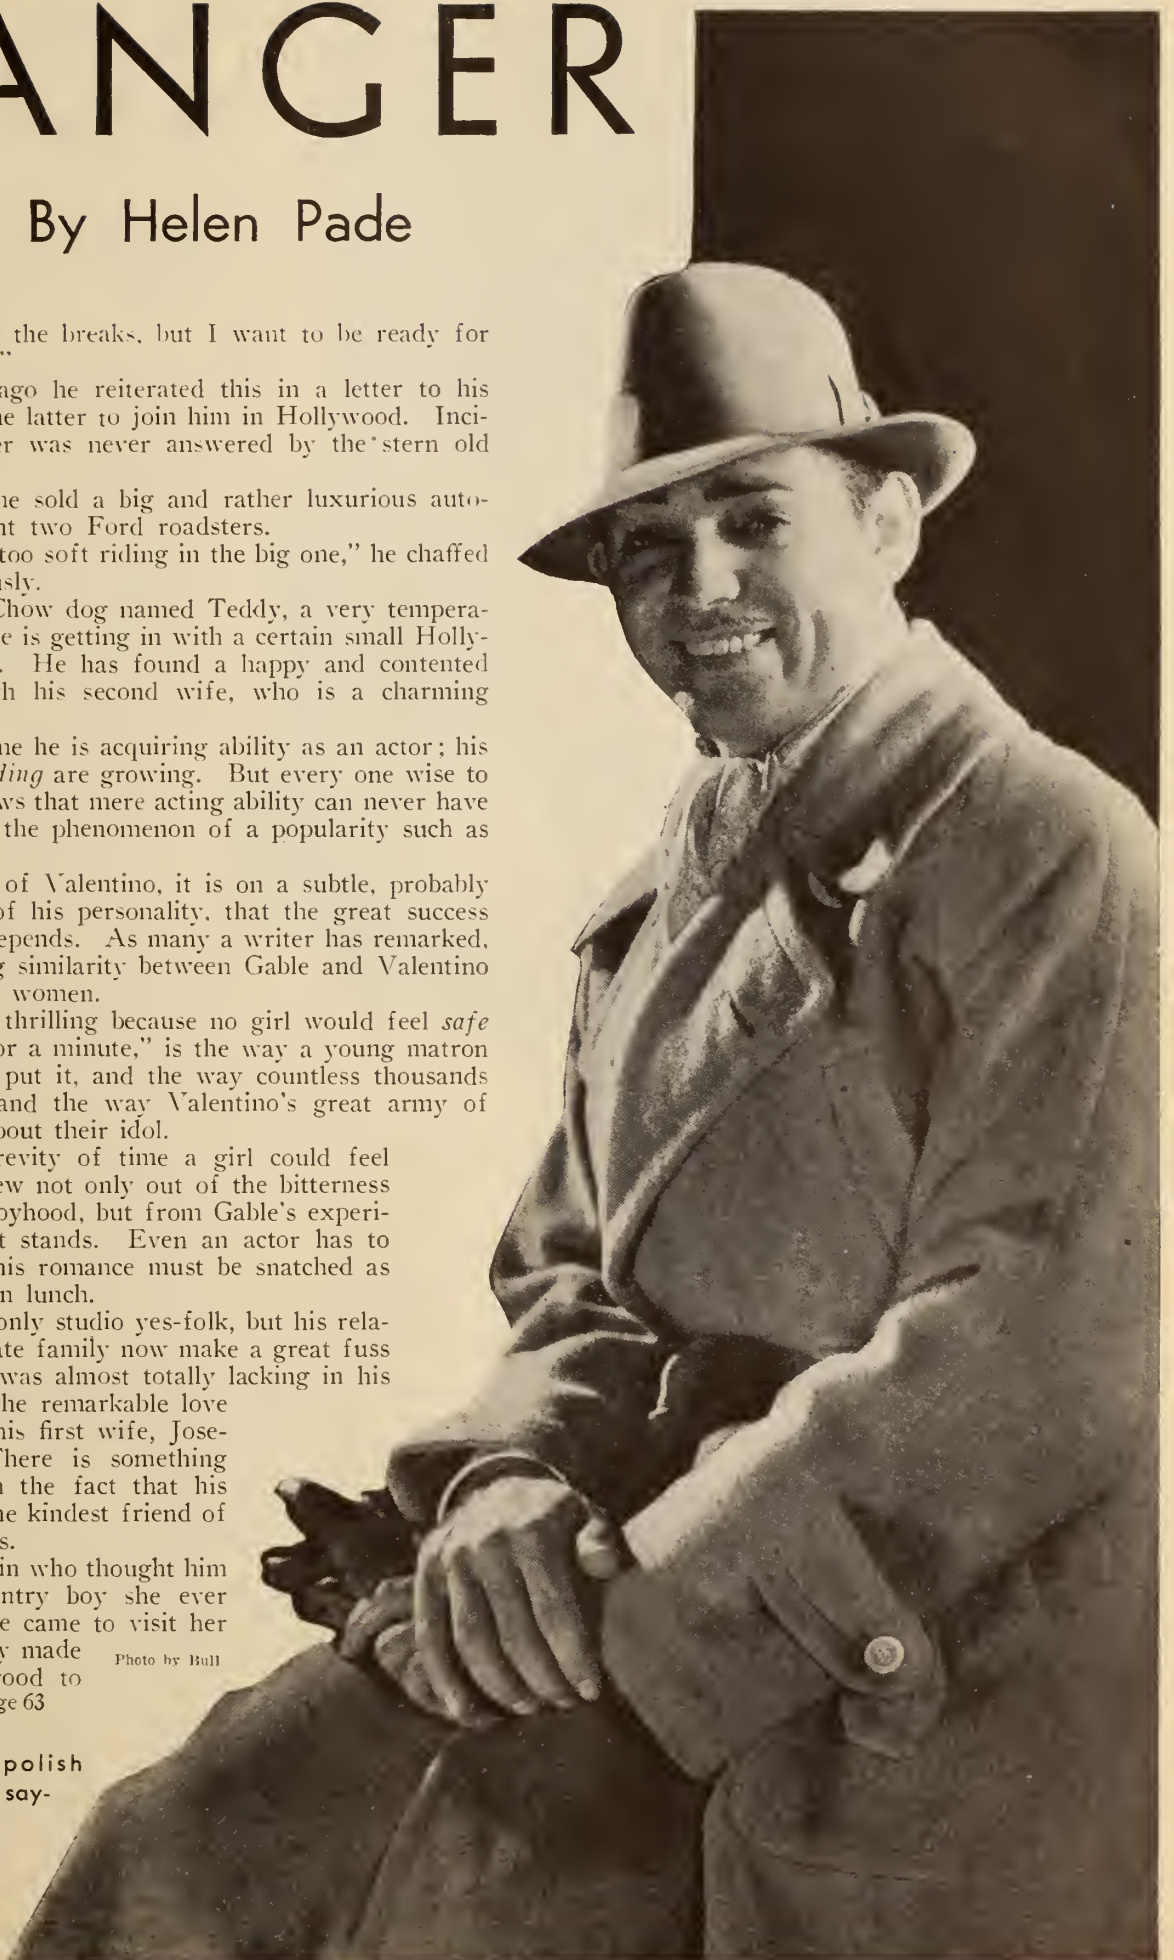 ANGER
By Helen Pade
the breaks, but I want to be ready for
"
ago he reiterated this in a letter to his
he latter to join him in Hollywood. Inci-
er was never answered by the stern old
he sold a big and rather luxurious auto-
ht two Ford roadsters.
too soft riding in the big one," he chaffed
sly.
Chow dog named Teddy, a very tempera-
e is getting in with a certain small Holly-
. He has found a happy and contented
h his second wife, who is a charming
me he is acquiring ability as an actor; his
ding are growing. But every one wise to
ws that mere acting ability can never have
the phenomenon of a popularity such as
of Valentino, it is on a subtle, probably
of his personality, that the great success
epends. As many a writer has remarked,
g similarity between Gable and Valentino
women.
thrilling because no girl would feel safe
or a minute," is the way a young matron
put it, and the way countless thousands
and the way Valentino's great army of
bout their idol.
revity of time a girl could feel
ew not only out of the bitterness
oyhood, but from Gable's experi-
t stands. Even an actor has to
his romance must be snatched as
n lunch.
only studio yes-folk, but his rela-
ate family now make a great fuss
was almost totally lacking in his
he remarkable love
his first wife, Jose-
There is something
n the fact that his
he kindest friend of
s.
in who thought him
ntry boy she ever
e came to visit her
y made
ood to
ge 63
Photo by Bull
polish
say-